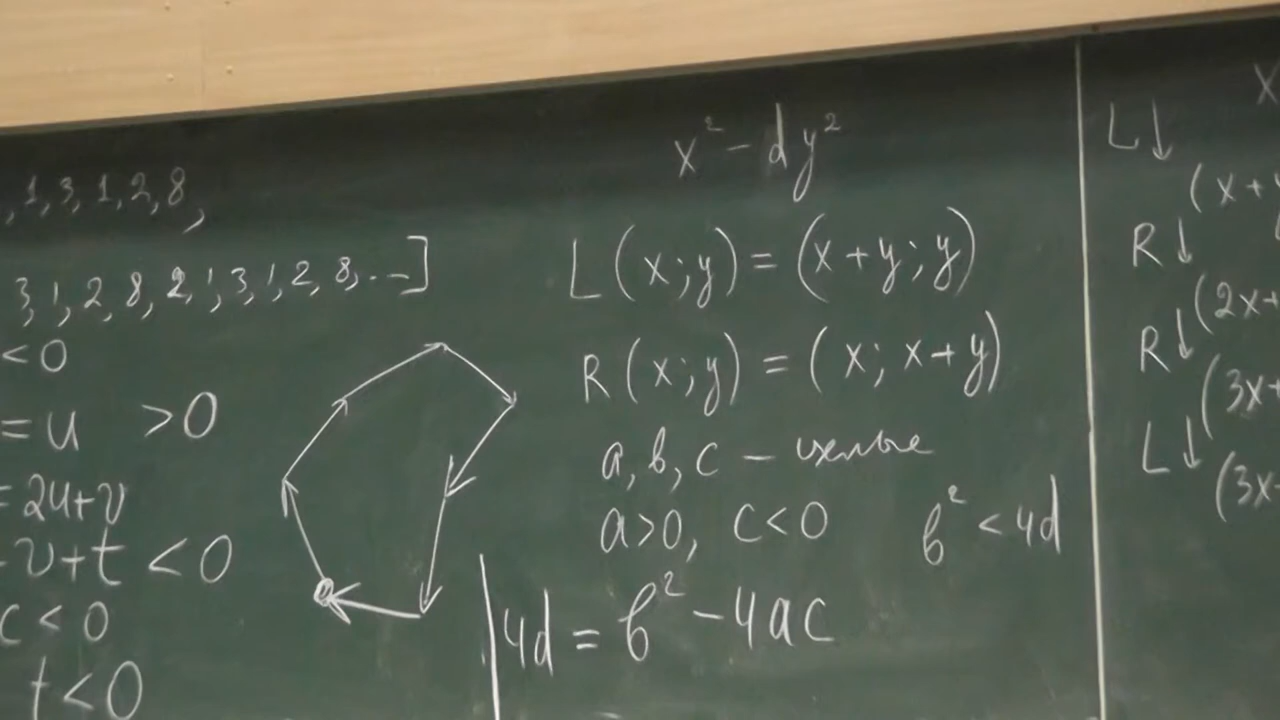 , 1, 3, 1, 2, 8,
3, 1, 2, 8, 2, 1, 3, 1, 2, 8, ...]
< 0
= u > 0
= 2u+v
-v+t < 0
c < 0
t < 0
x² - dy²
L(x;y) = (x+y; y)
R(x;y) = (x; x+y)
a, b, c - целые
a>0, c<0 b² < 4d
4d = b² - 4ac
x
L↓
(x+y
R↓
(2x+
R↓
(3x+
L↓
(3x-